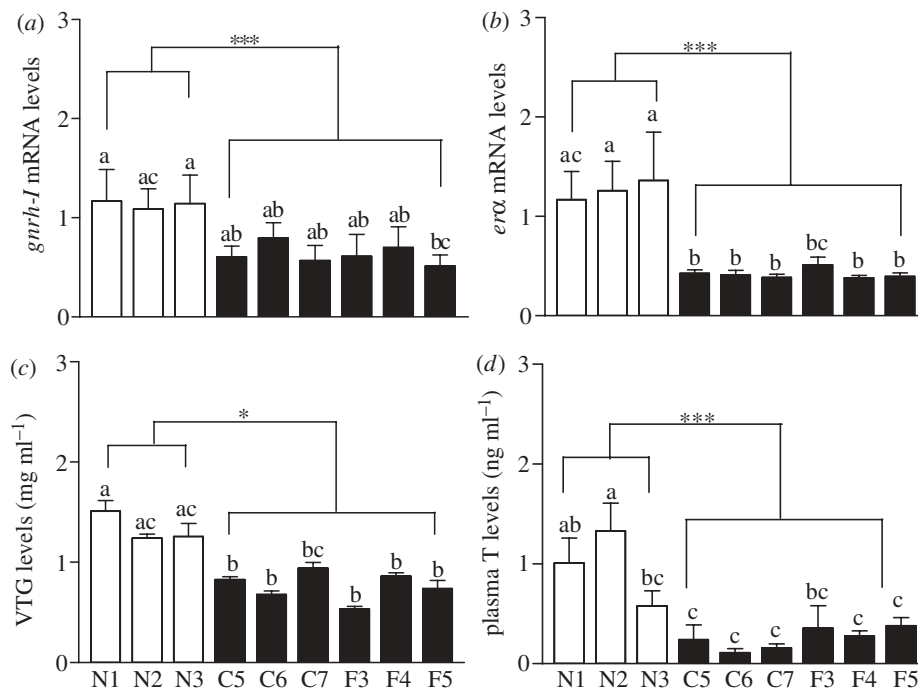 (a)
gnrh-I mRNA levels
3
2
1
0
***
a ac a ab ab ab ab ab bc
(b)
erα mRNA levels
3
2
1
0
***
ac a a b b b bc b b
(c)
VTG levels (mg ml⁻¹)
3
2
1
0
*
a ac ac b b bc b b b
N1 N2 N3 C5 C6 C7 F3 F4 F5
(d)
plasma T levels (ng ml⁻¹)
3
2
1
0
***
ab a bc c c c bc c c
N1 N2 N3 C5 C6 C7 F3 F4 F5